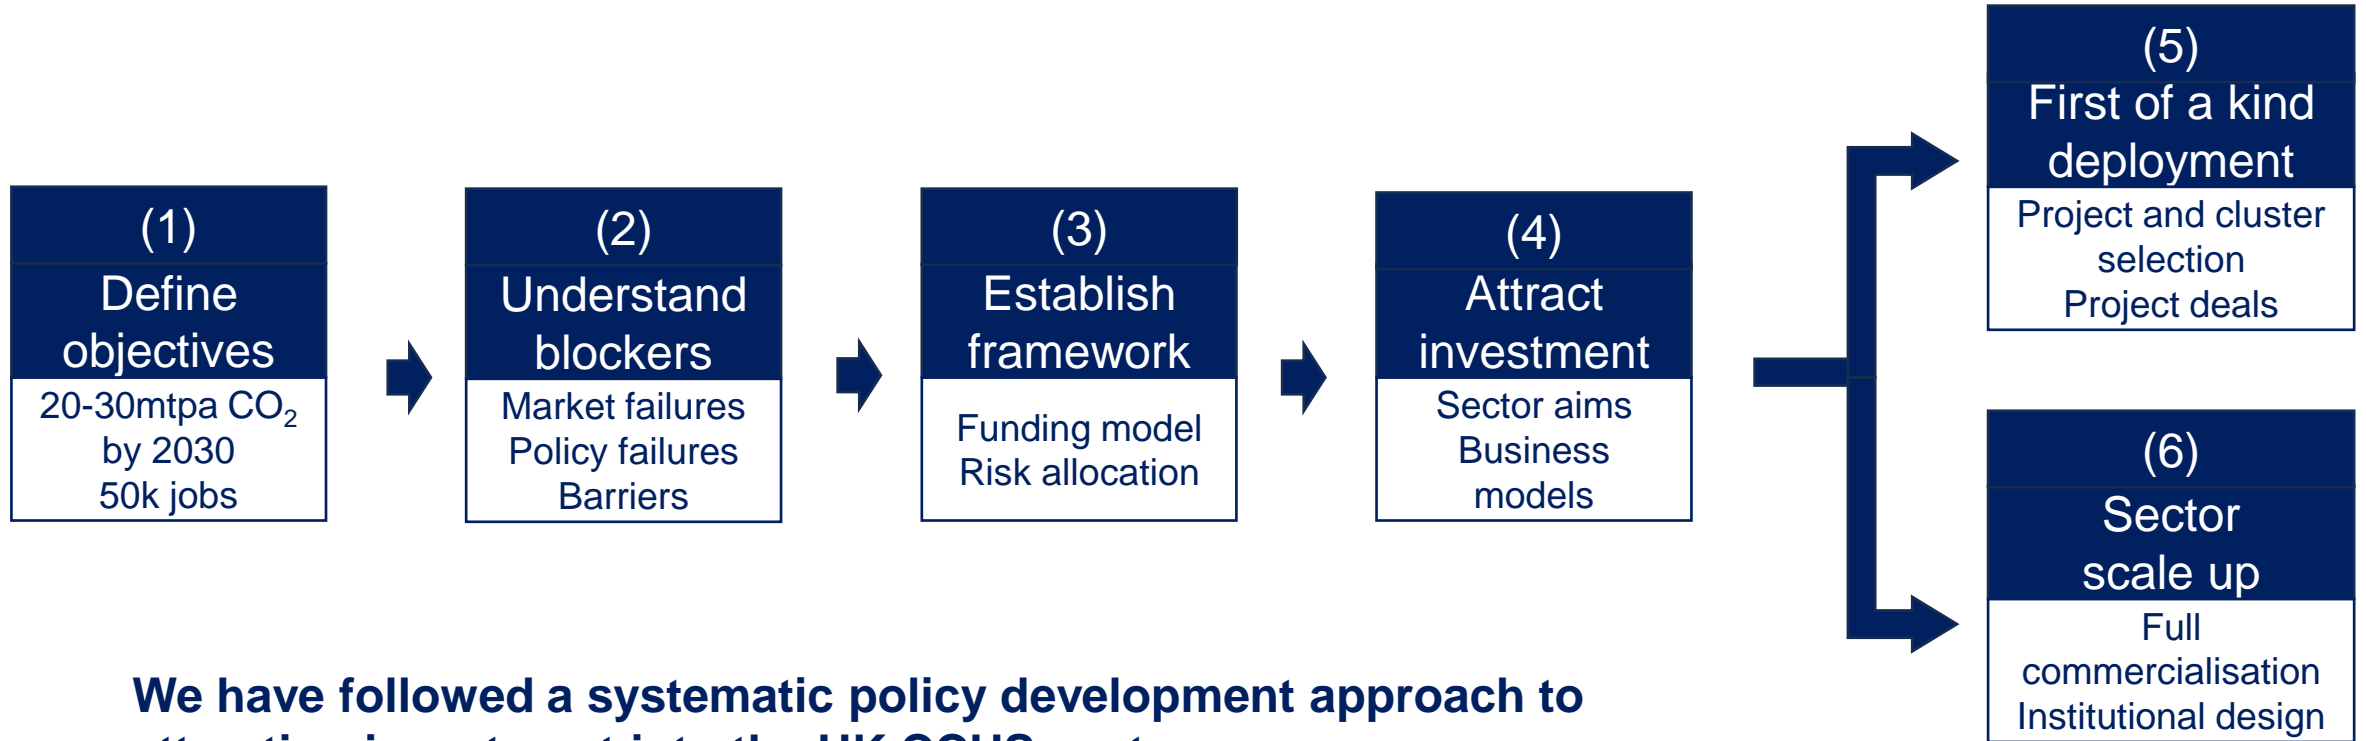 (1)
Define
objectives
20-30mtpa CO₂
by 2030
50k jobs
(2)
Understand
blockers
Market failures
Policy failures
Barriers
(3)
Establish
framework
Funding model
Risk allocation
(4)
Attract
investment
Sector aims
Business
models
(5)
First of a kind
deployment
Project and cluster
selection
Project deals
(6)
Sector
scale up
Full
commercialisation
Institutional design
We have followed a systematic policy development approach to